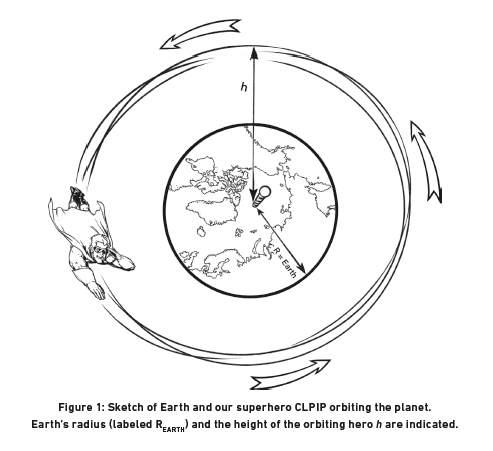 h
= Earth
Figure 1: Sketch of Earth and our superhero CLPIP orbiting the planet.
Earth's radius (labeled REARTH) and the height of the orbiting hero h are indicated.